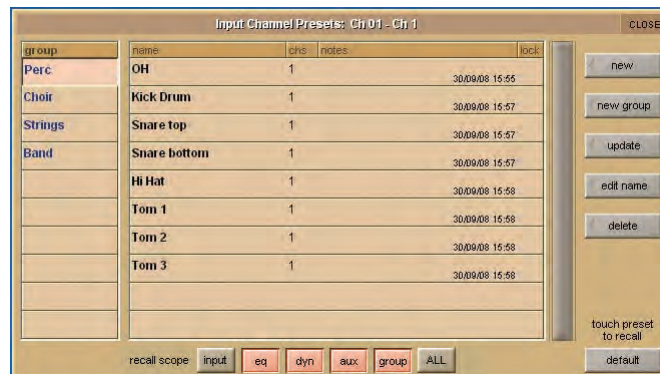 Input Channel Presets: Ch 01 - Ch 1
CLOSE
group
name chs notes lock
Perc
Choir
Strings
Band
OH 1 30/09/08 15:55
Kick Drum 1 30/09/08 15:57
Snare top 1 30/09/08 15:57
Snare bottom 1 30/09/08 15:57
Hi Hat 1 30/09/08 15:58
Tom 1 1 30/09/08 15:58
Tom 2 1 30/09/08 15:58
Tom 3 1 30/09/08 15:58
new
new group
update
edit name
delete
touch preset
to recall
default
recall scope input eq dyn aux group ALL